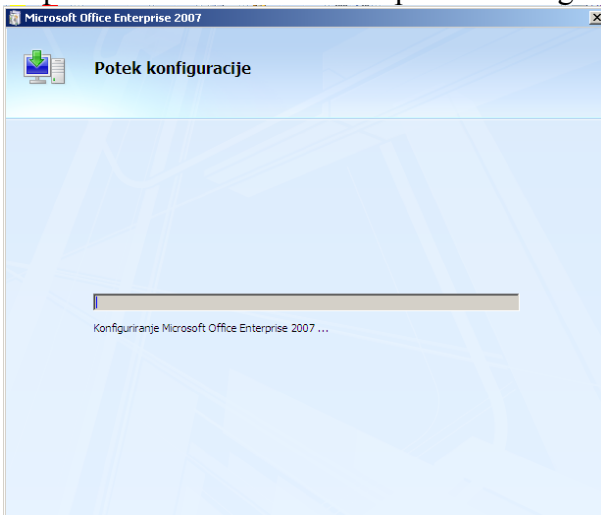 Microsoft Office Enterprise 2007
Potek konfiguracije
Konfiguriranje Microsoft Office Enterprise 2007 ...